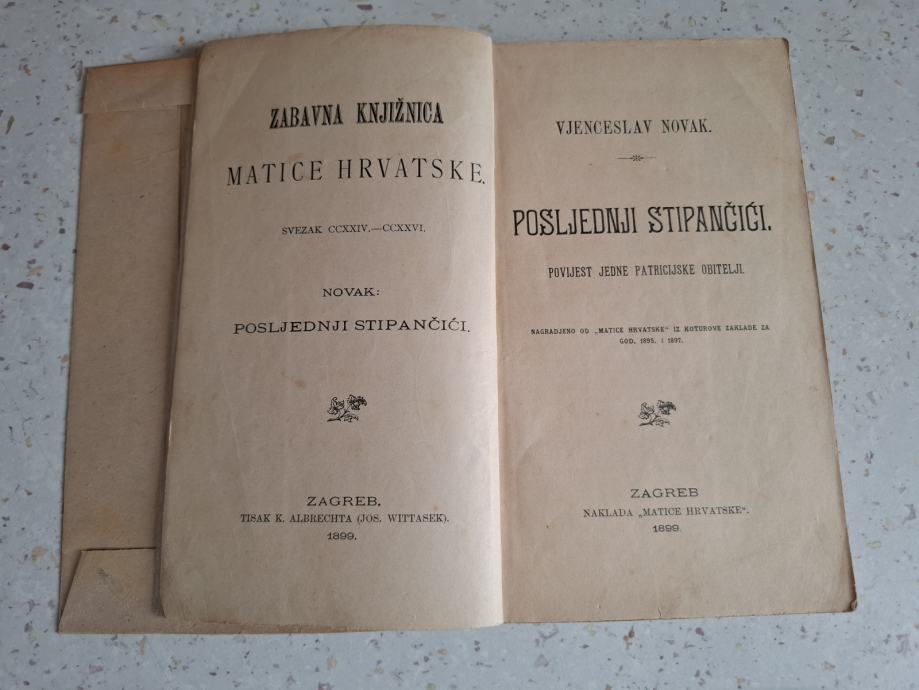 ZABAVNA KNJIŽNICA
MATICE HRVATSKE.
SVEZAK CCXXIV.—CCXXVI.
NOVAK:
POSLJEDNJI STIPANČIĆI.
ZAGREB.
TISAK K. ALBRECHTA (JOS. WITTASEK).
1899.
VJENCESLAV NOVAK.
POSLJEDNJI STIPANČIĆI.
POVIJEST JEDNE PATRICIJSKE OBITELJI.
NAGRADJENO OD „MATICE HRVATSKE“ IZ KOTUROVE ZAKLADE ZA
GOD. 1895. I 1897.
ZAGREB
NAKLADA „MATICE HRVATSKE“.
1899.